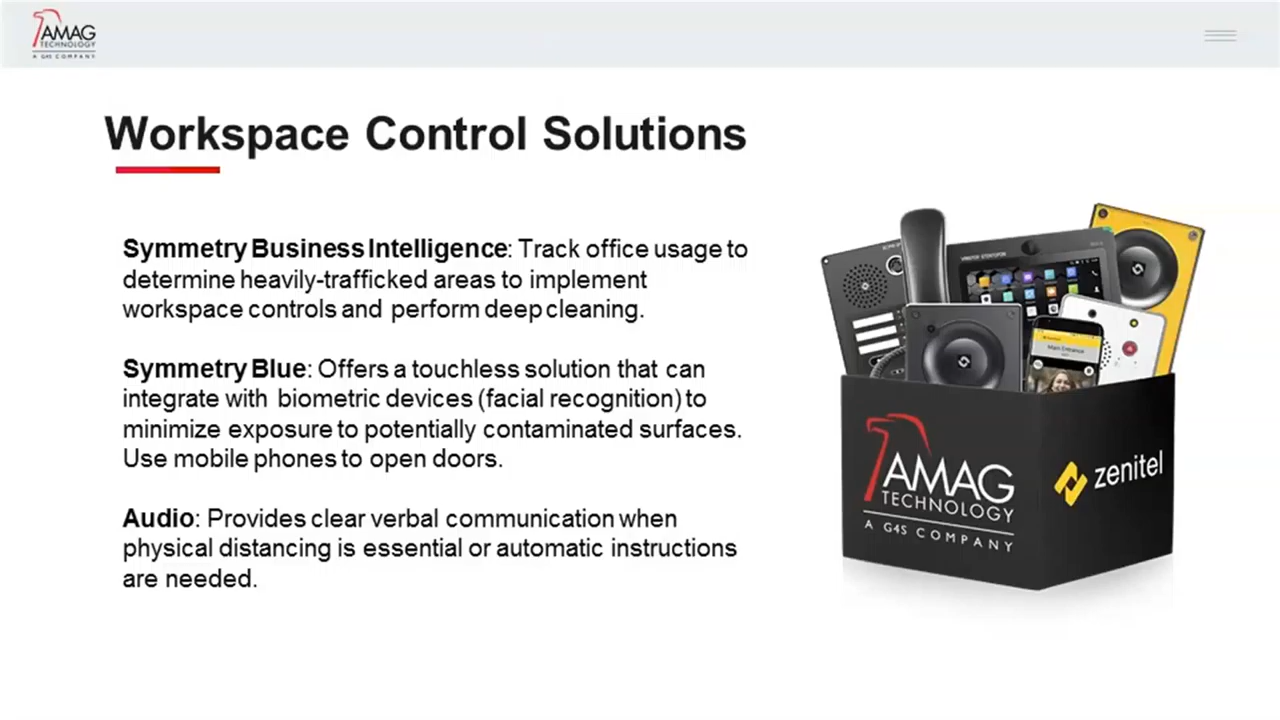 AMAG
TECHNOLOGY
A G4S COMPANY
Workspace Control Solutions
Symmetry Business Intelligence: Track office usage to
determine heavily-trafficked areas to implement
workspace controls and perform deep cleaning.
Symmetry Blue: Offers a touchless solution that can
integrate with biometric devices (facial recognition) to
minimize exposure to potentially contaminated surfaces.
Use mobile phones to open doors.
Audio: Provides clear verbal communication when
physical distancing is essential or automatic instructions
are needed.
Main Entrance
AMAG
TECHNOLOGY
A G4S COMPANY
zenitel